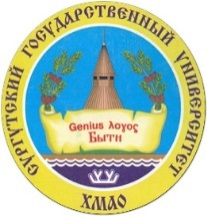 СУРГУТСКИЙ ГОСУДАРСТВЕННЫЙ УНИВЕРСИТЕТ
Genius λογος
Быти
ХМАО